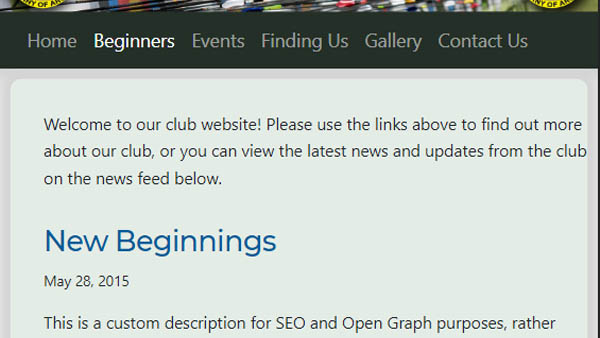 Home Beginners Events Finding Us Gallery Contact Us
Welcome to our club website! Please use the links above to find out more
about our club, or you can view the latest news and updates from the club
on the news feed below.
New Beginnings
May 28, 2015
This is a custom description for SEO and Open Graph purposes, rather